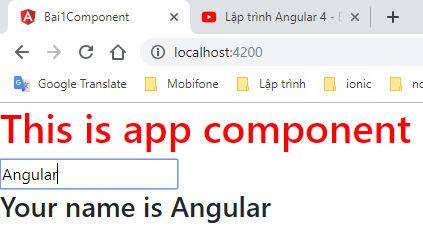 Bai1Component
Lập trình Angular 4 - B
localhost:4200
Google Translate
Mobifone
Lập trình
ionic
This is app component
Angular
Your name is Angular